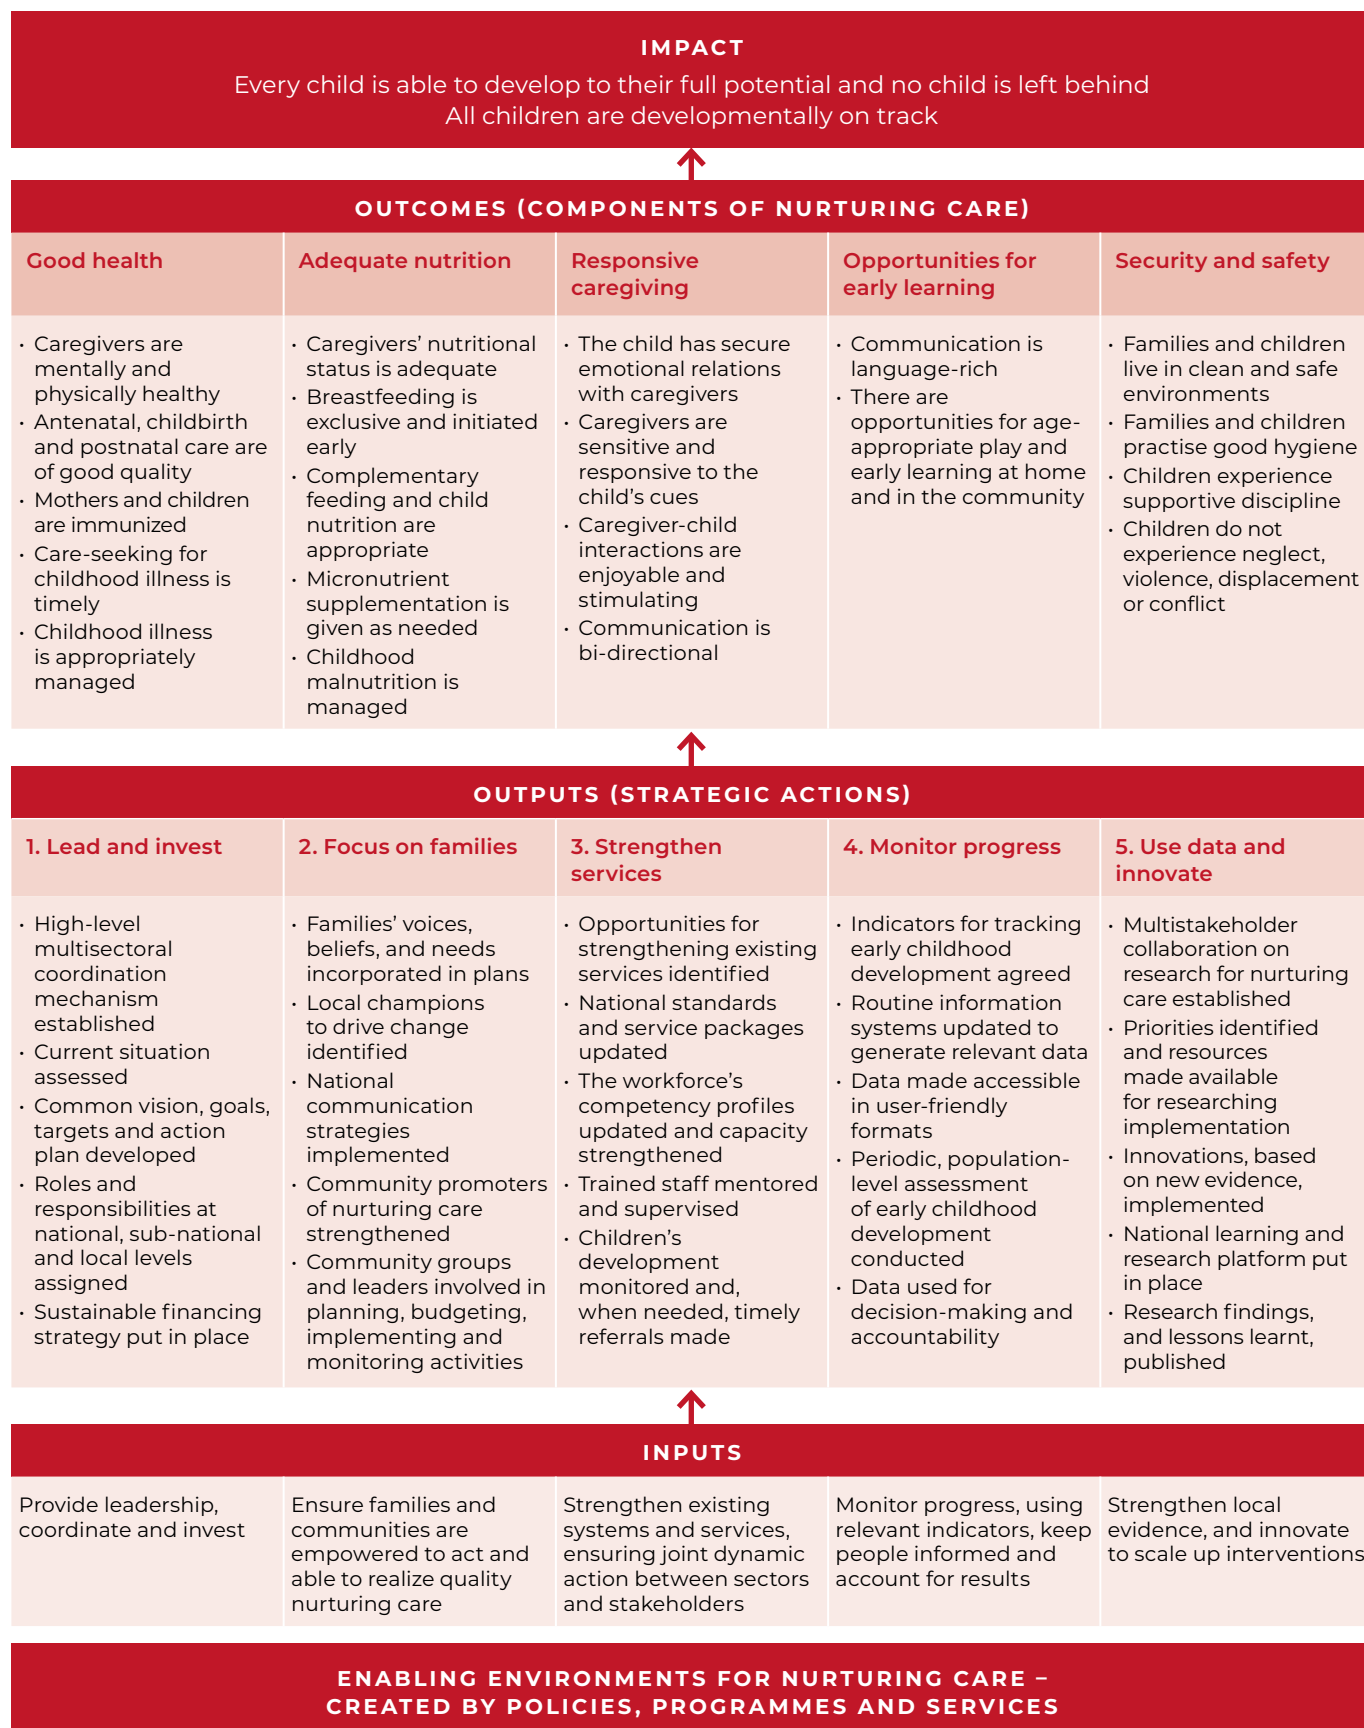 IMPACT
Every child is able to develop to their full potential and no child is left behind
All children are developmentally on track
OUTCOMES (COMPONENTS OF NURTURING CARE)
Good health
• Caregivers are
mentally and
physically healthy
• Antenatal, childbirth
and postnatal care are
of good quality
• Mothers and children
are immunized
• Care-seeking for
childhood illness is
timely
• Childhood illness
is appropriately
managed
Adequate nutrition
• Caregivers’ nutritional
status is adequate
• Breastfeeding is
exclusive and initiated
early
• Complementary
feeding and child
nutrition are
appropriate
• Micronutrient
supplementation is
given as needed
• Childhood
malnutrition is
managed
Responsive
caregiving
• The child has secure
emotional relations
with caregivers
• Caregivers are
sensitive and
responsive to the
child’s cues
• Caregiver-child
interactions are
enjoyable and
stimulating
• Communication is
bi-directional
Opportunities for
early learning
• Communication is
language-rich
• There are
opportunities for age-
appropriate play and
early learning at home
and in the community
Security and safety
• Families and children
live in clean and safe
environments
• Families and children
practise good hygiene
• Children experience
supportive discipline
• Children do not
experience neglect,
violence, displacement
or conflict
OUTPUTS (STRATEGIC ACTIONS)
1. Lead and invest
• High-level
multisectoral
coordination
mechanism
established
• Current situation
assessed
• Common vision, goals,
targets and action
plan developed
• Roles and
responsibilities at
national, sub-national
and local levels
assigned
• Sustainable financing
strategy put in place
2. Focus on families
• Families’ voices,
beliefs, and needs
incorporated in plans
• Local champions
to drive change
identified
• National
communication
strategies
implemented
• Community promoters
of nurturing care
strengthened
• Community groups
and leaders involved in
planning, budgeting,
implementing and
monitoring activities
3. Strengthen
services
• Opportunities for
strengthening existing
services identified
• National standards
and service packages
updated
• The workforce’s
competency profiles
updated and capacity
strengthened
• Trained staff mentored
and supervised
• Children’s
development
monitored and,
when needed, timely
referrals made
4. Monitor progress
• Indicators for tracking
early childhood
development agreed
• Routine information
systems updated to
generate relevant data
• Data made accessible
in user-friendly
formats
• Periodic, population-
level assessment
of early childhood
development
conducted
• Data used for
decision-making and
accountability
5. Use data and
innovate
• Multistakeholder
collaboration on
research for nurturing
care established
• Priorities identified
and resources
made available
for researching
implementation
• Innovations, based
on new evidence,
implemented
• National learning and
research platform put
in place
• Research findings,
and lessons learnt,
published
INPUTS
Provide leadership,
coordinate and invest
Ensure families and
communities are
empowered to act and
able to realize quality
nurturing care
Strengthen existing
systems and services,
ensuring joint dynamic
action between sectors
and stakeholders
Monitor progress, using
relevant indicators, keep
people informed and
account for results
Strengthen local
evidence, and innovate
to scale up interventions
ENABLING ENVIRONMENTS FOR NURTURING CARE –
CREATED BY POLICIES, PROGRAMMES AND SERVICES